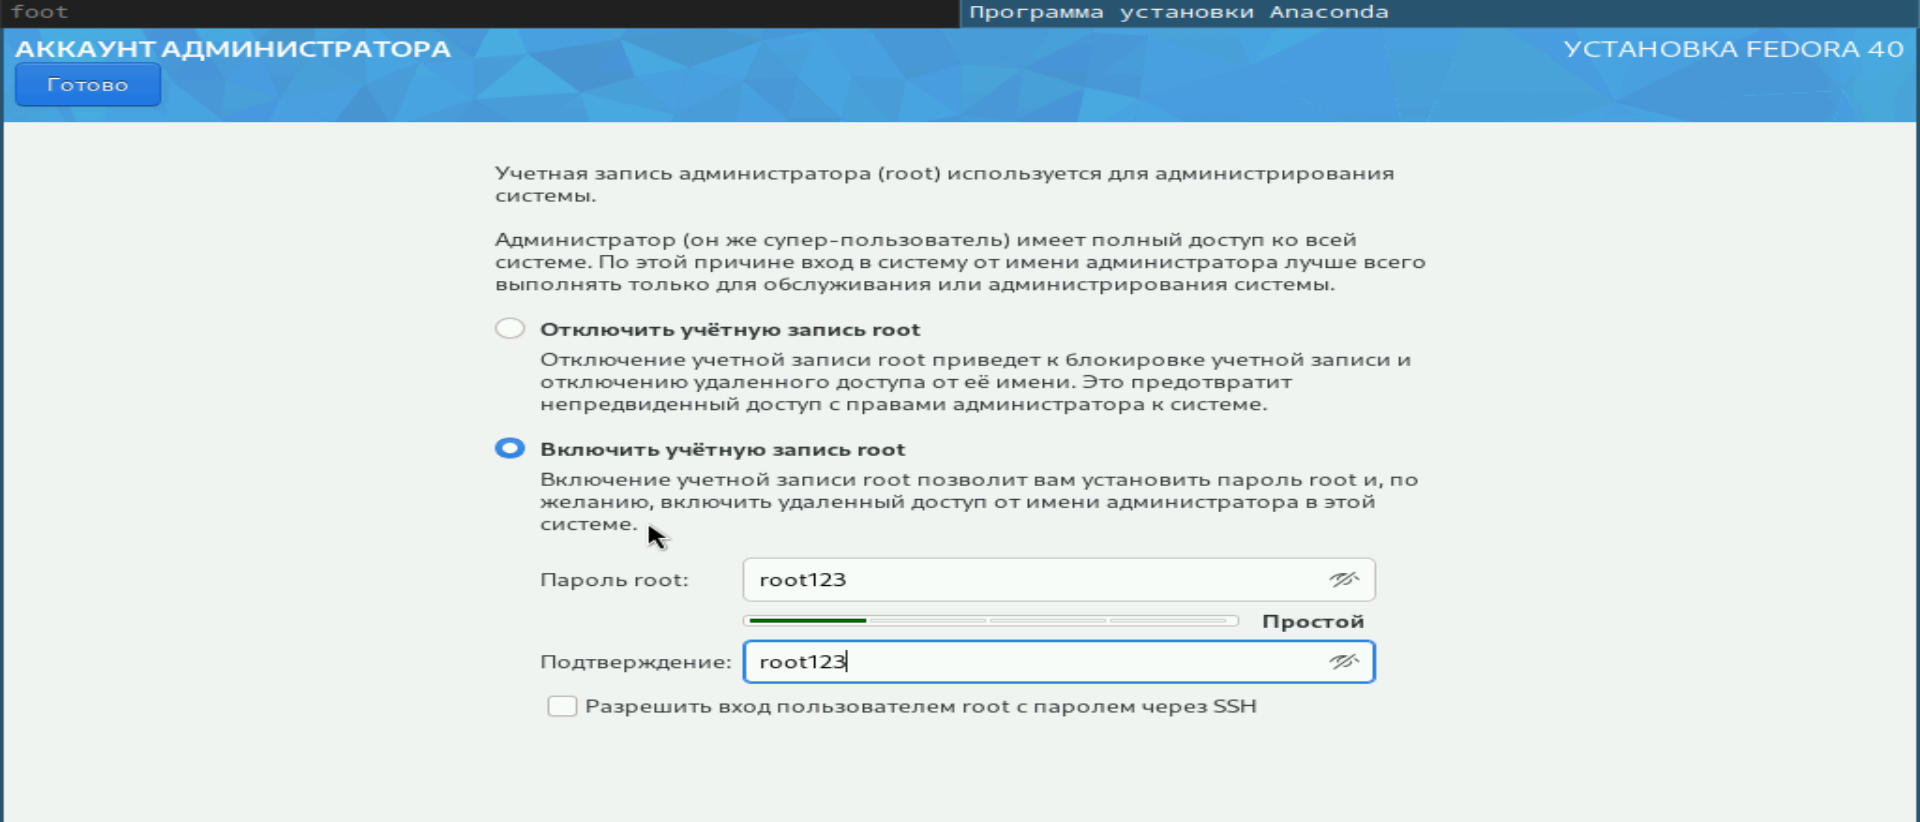 foot
Программа установки Anaconda
АККАУНТ АДМИНИСТРАТОРА
УСТАНОВКА FEDORA 40
Готово
Учетная запись администратора (root) используется для администрирования
системы.
Администратор (он же супер-пользователь) имеет полный доступ ко всей
системе. По этой причине вход в систему от имени администратора лучше всего
выполнять только для обслуживания или администрирования системы.
Отключить учётную запись root
Отключение учетной записи root приведет к блокировке учетной записи и
отключению удаленного доступа от её имени. Это предотвратит
непредвиденный доступ с правами администратора к системе.
Включить учётную запись root
Включение учетной записи root позволит вам установить пароль root и, по
желанию, включить удаленный доступ от имени администратора в этой
системе.
Пароль root:
root123
Простой
Подтверждение:
root123
Разрешить вход пользователем root с паролем через SSH